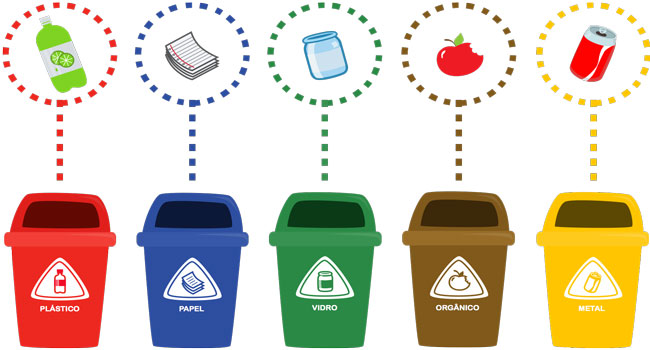 PLÁSTICO
PAPEL
VIDRO
ORGÂNICO
METAL